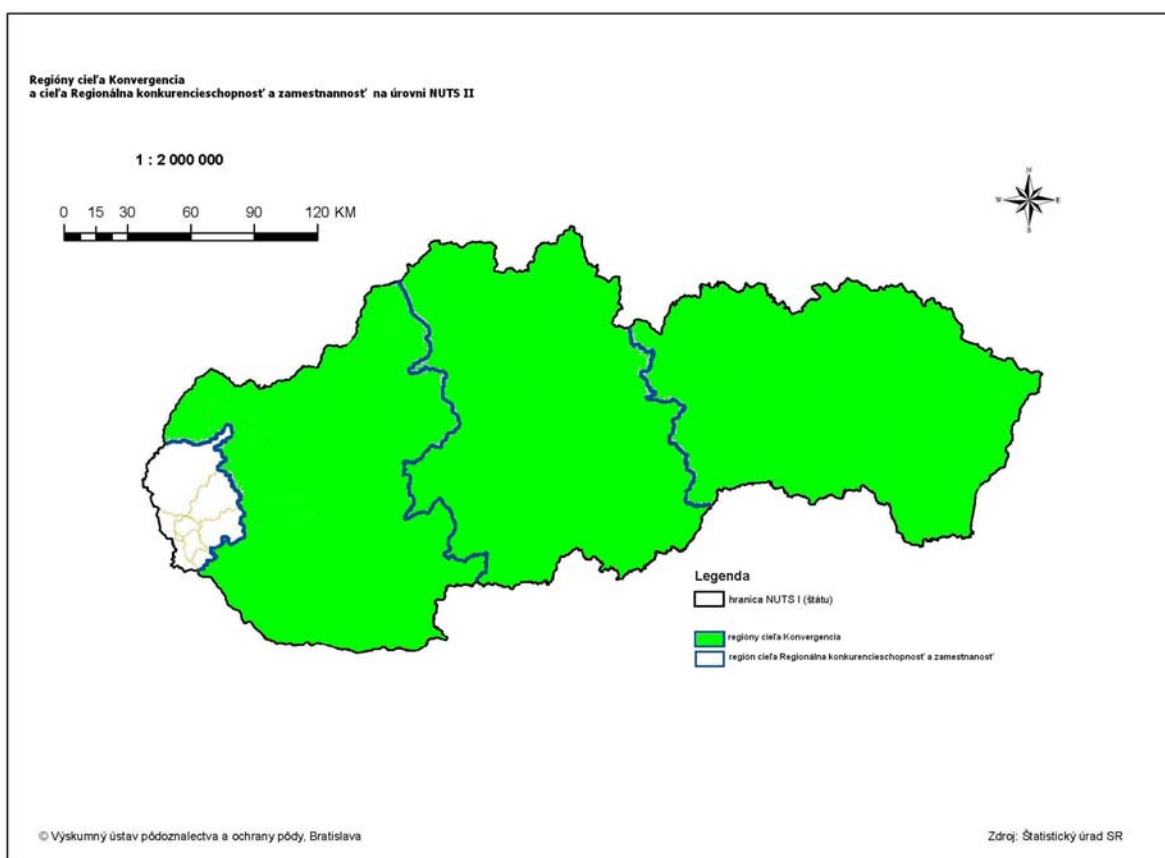 Regióny cieľa Konvergencia
a cieľa Regionálna konkurencieschopnosť a zamestnannosť na úrovni NUTS II
1 : 2 000 000
0 15 30 60 90 120 KM
N
W E
S
Legenda
hranica NUTS I (štátu)
regióny cieľa Konvergencia
región cieľa Regionálna konkurencieschopnosť a zamestnanosť
© Výskumný ústav pôdoznalectva a ochrany pôdy, Bratislava
Zdroj: Štatistický úrad SR